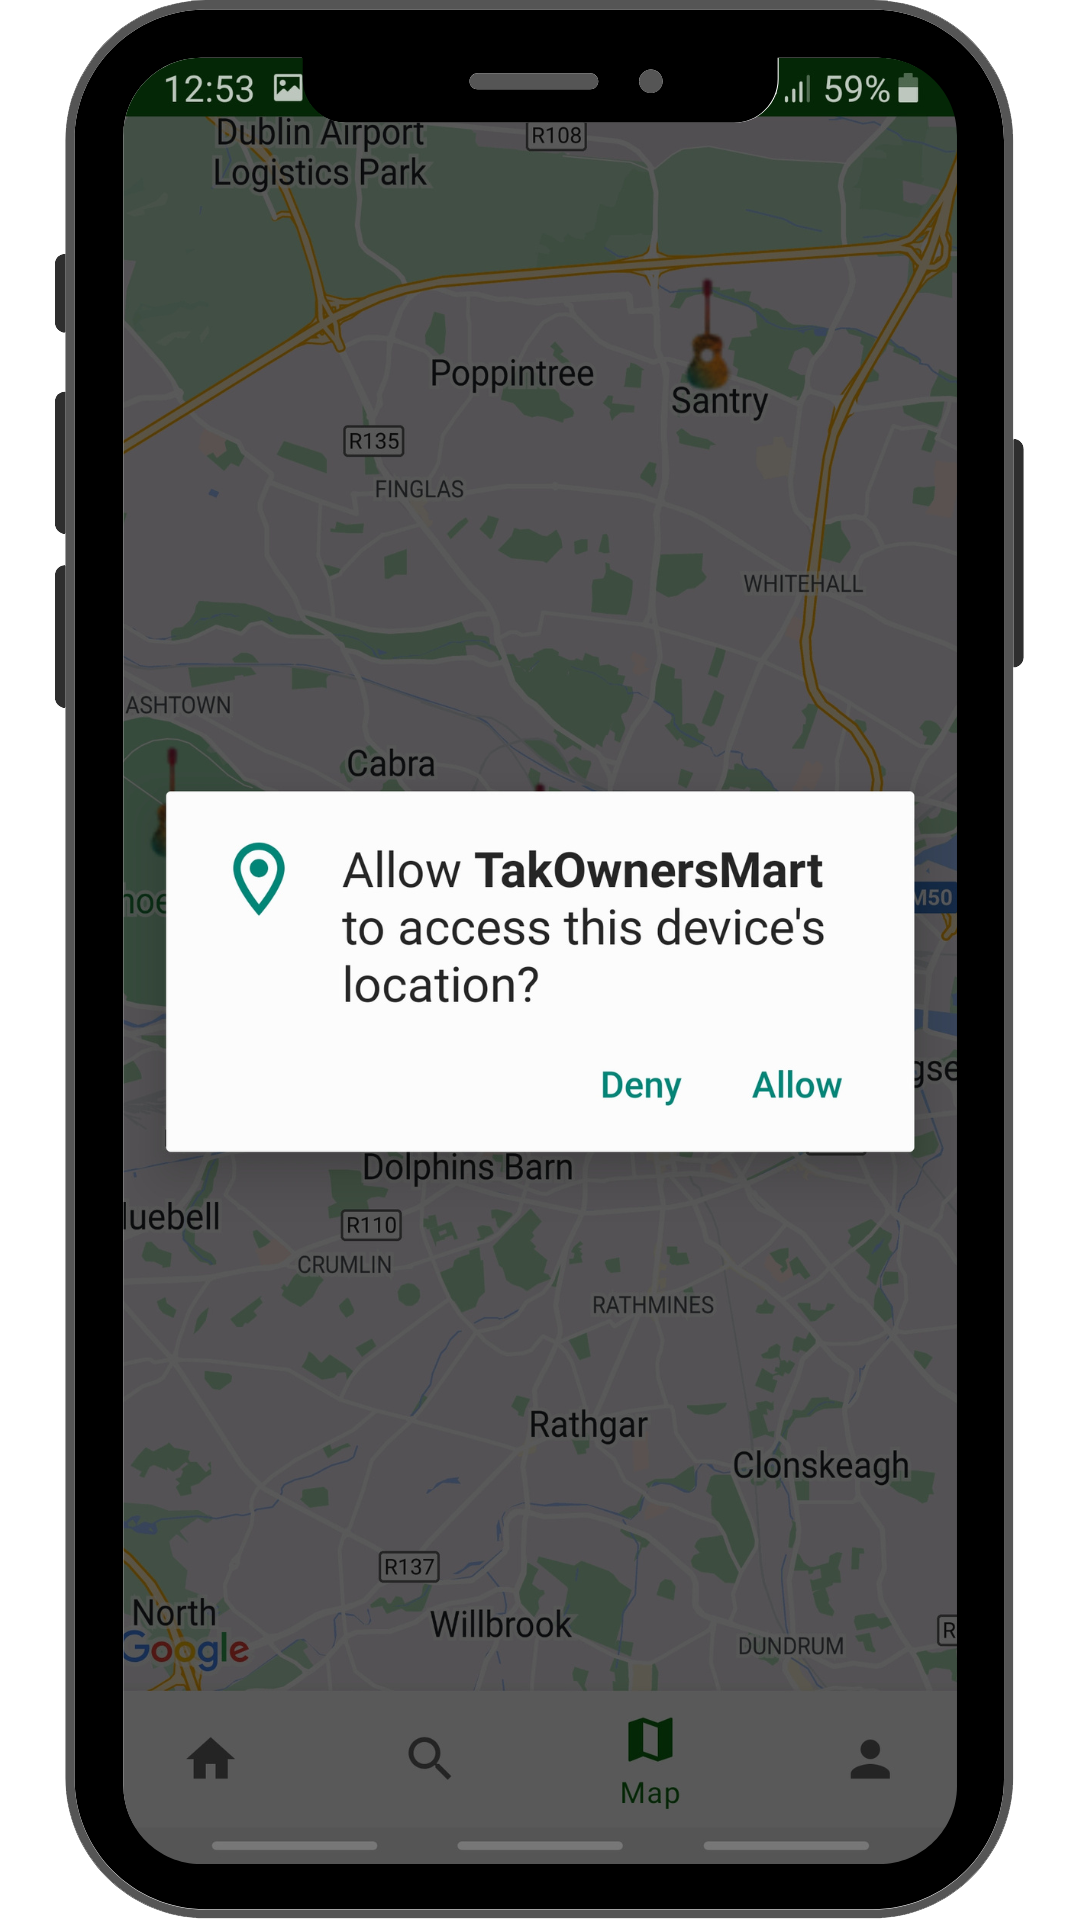 12:53
59%
Dublin Airport
Logistics Park
R108
Poppintree
Santry
R135
FINGLAS
WHITEHALL
ASHTOWN
Cabra
Allow TakOwnersMart
to access this device's
location?
M50
Deny
Allow
Dolphins Barn
luebell
R110
CRUMLIN
RATHMINES
Rathgar
Clonskeagh
R137
North
Willbrook
Google
DUNDRUM
R
Map